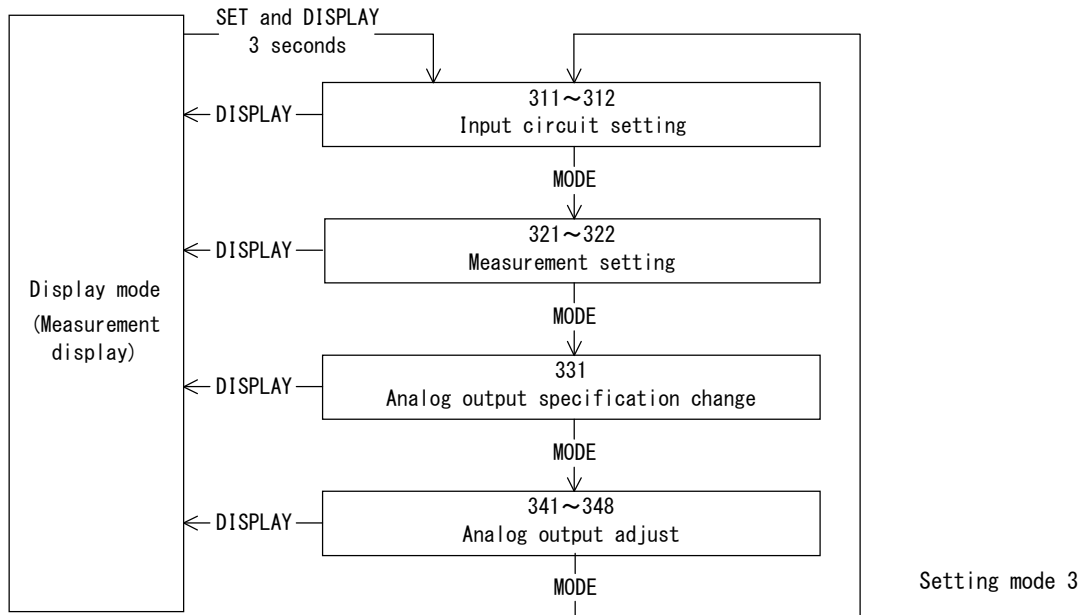 SET and DISPLAY
3 seconds
311～312
Input circuit setting
DISPLAY
MODE
321～322
Measurement setting
DISPLAY
Display mode
(Measurement
display)
MODE
331
Analog output specification change
DISPLAY
MODE
341～348
Analog output adjust
DISPLAY
MODE
Setting mode 3